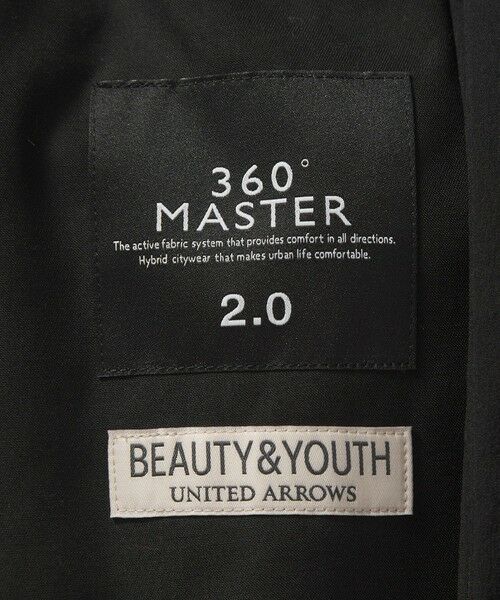 360°
MASTER
The active fabric system that provides comfort in all directions.
Hybrid citywear that makes urban life comfortable.
2.0
BEAUTY&YOUTH
UNITED ARROWS